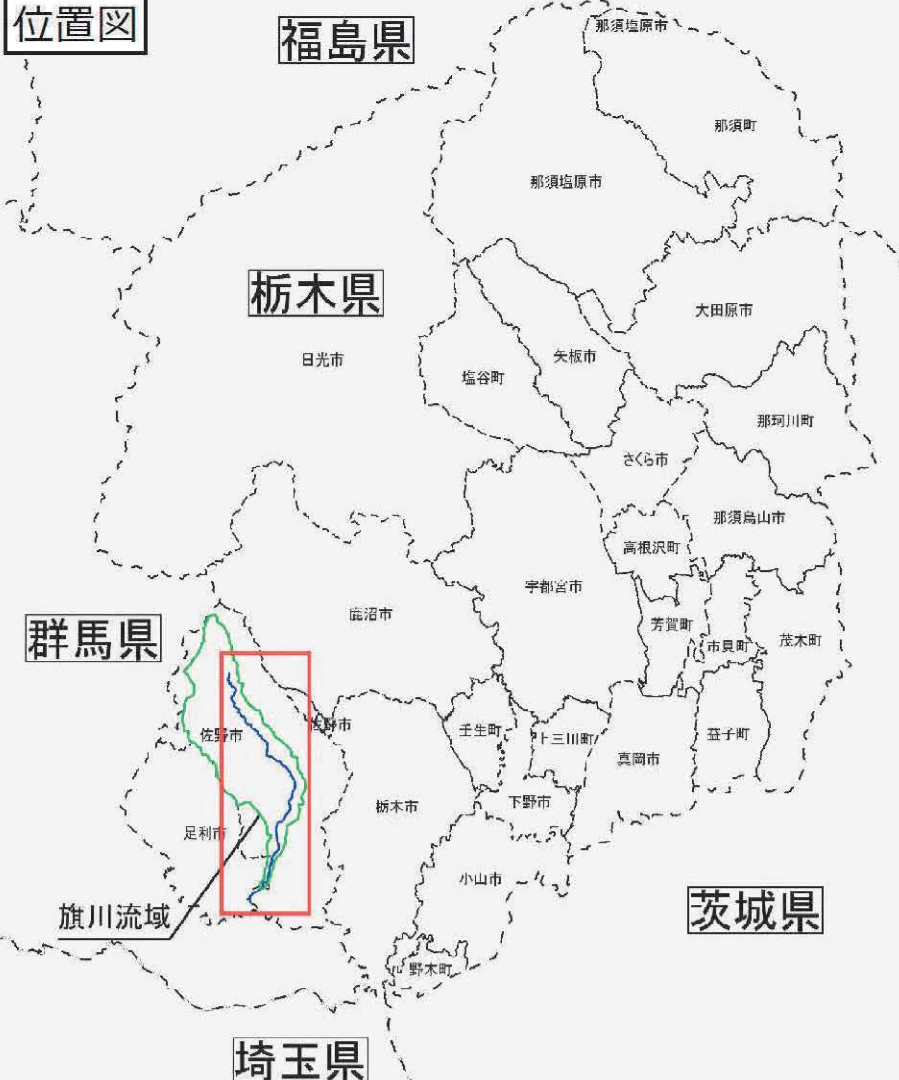 位置図
福島県
那須塩原市
那須町
那須塩原市
栃木県
大田原市
日光市
矢板市
塩谷町
那珂川町
さくら市
那須烏山市
高根沢町
宇都宮市
鹿沼市
芳賀町
群馬県
市貝町
茂木町
佐野市
壬生町
益子町
佐野市
上三川町
真岡市
下野市
栃木市
足利市
小山市
旗川流域
茨城県
野木町
埼玉県